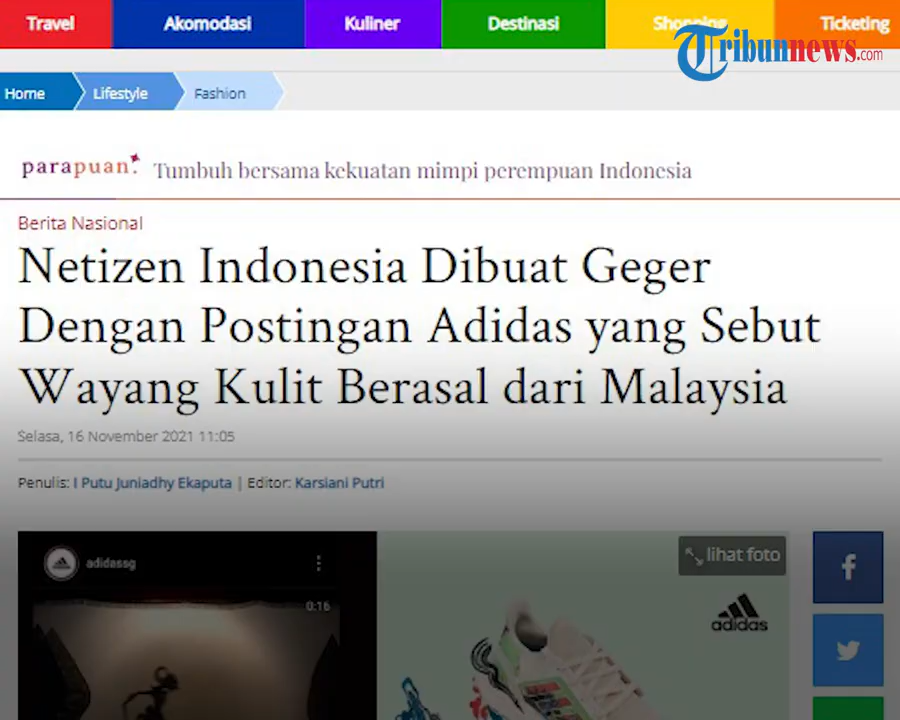 Travel Akomodasi Kuliner Destinasi Shopping Ticketing
Tribunnews.com
Home Lifestyle Fashion
parapuan. Tumbuh bersama kekuatan mimpi perempuan Indonesia
Berita Nasional
Netizen Indonesia Dibuat Geger
Dengan Postingan Adidas yang Sebut
Wayang Kulit Berasal dari Malaysia
Selasa, 16 November 2021 11:05
Penulis: I Putu Juniadhy Ekaputa | Editor: Karsiani Putri
adidassg
lihat foto
0:16
adidas